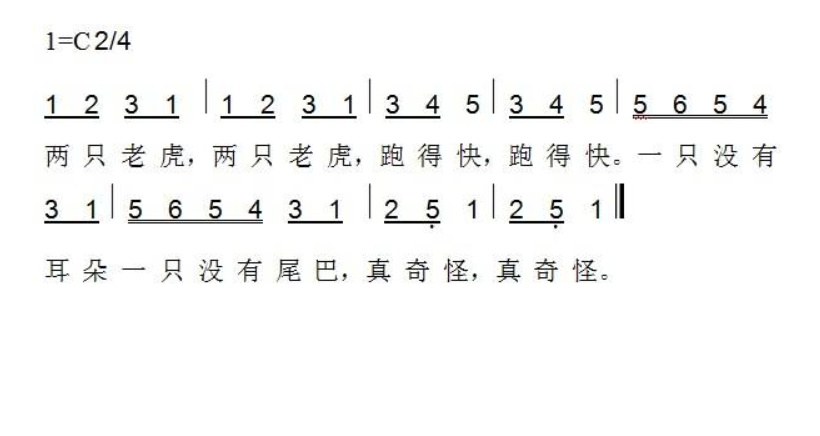 1=C 2/4
1 2 3 1 | 1 2 3 1 | 3 4 5 | 3 4 5 | 5 6 5 4
两 只 老 虎，两 只 老 虎，跑 得 快，跑 得 快。一 只 没 有
3 1 | 5 6 5 4 3 1 | 2 5̣ 1 | 2 5̣ 1 ‖
耳 朵 一 只 没 有 尾 巴，真 奇 怪，真 奇 怪。